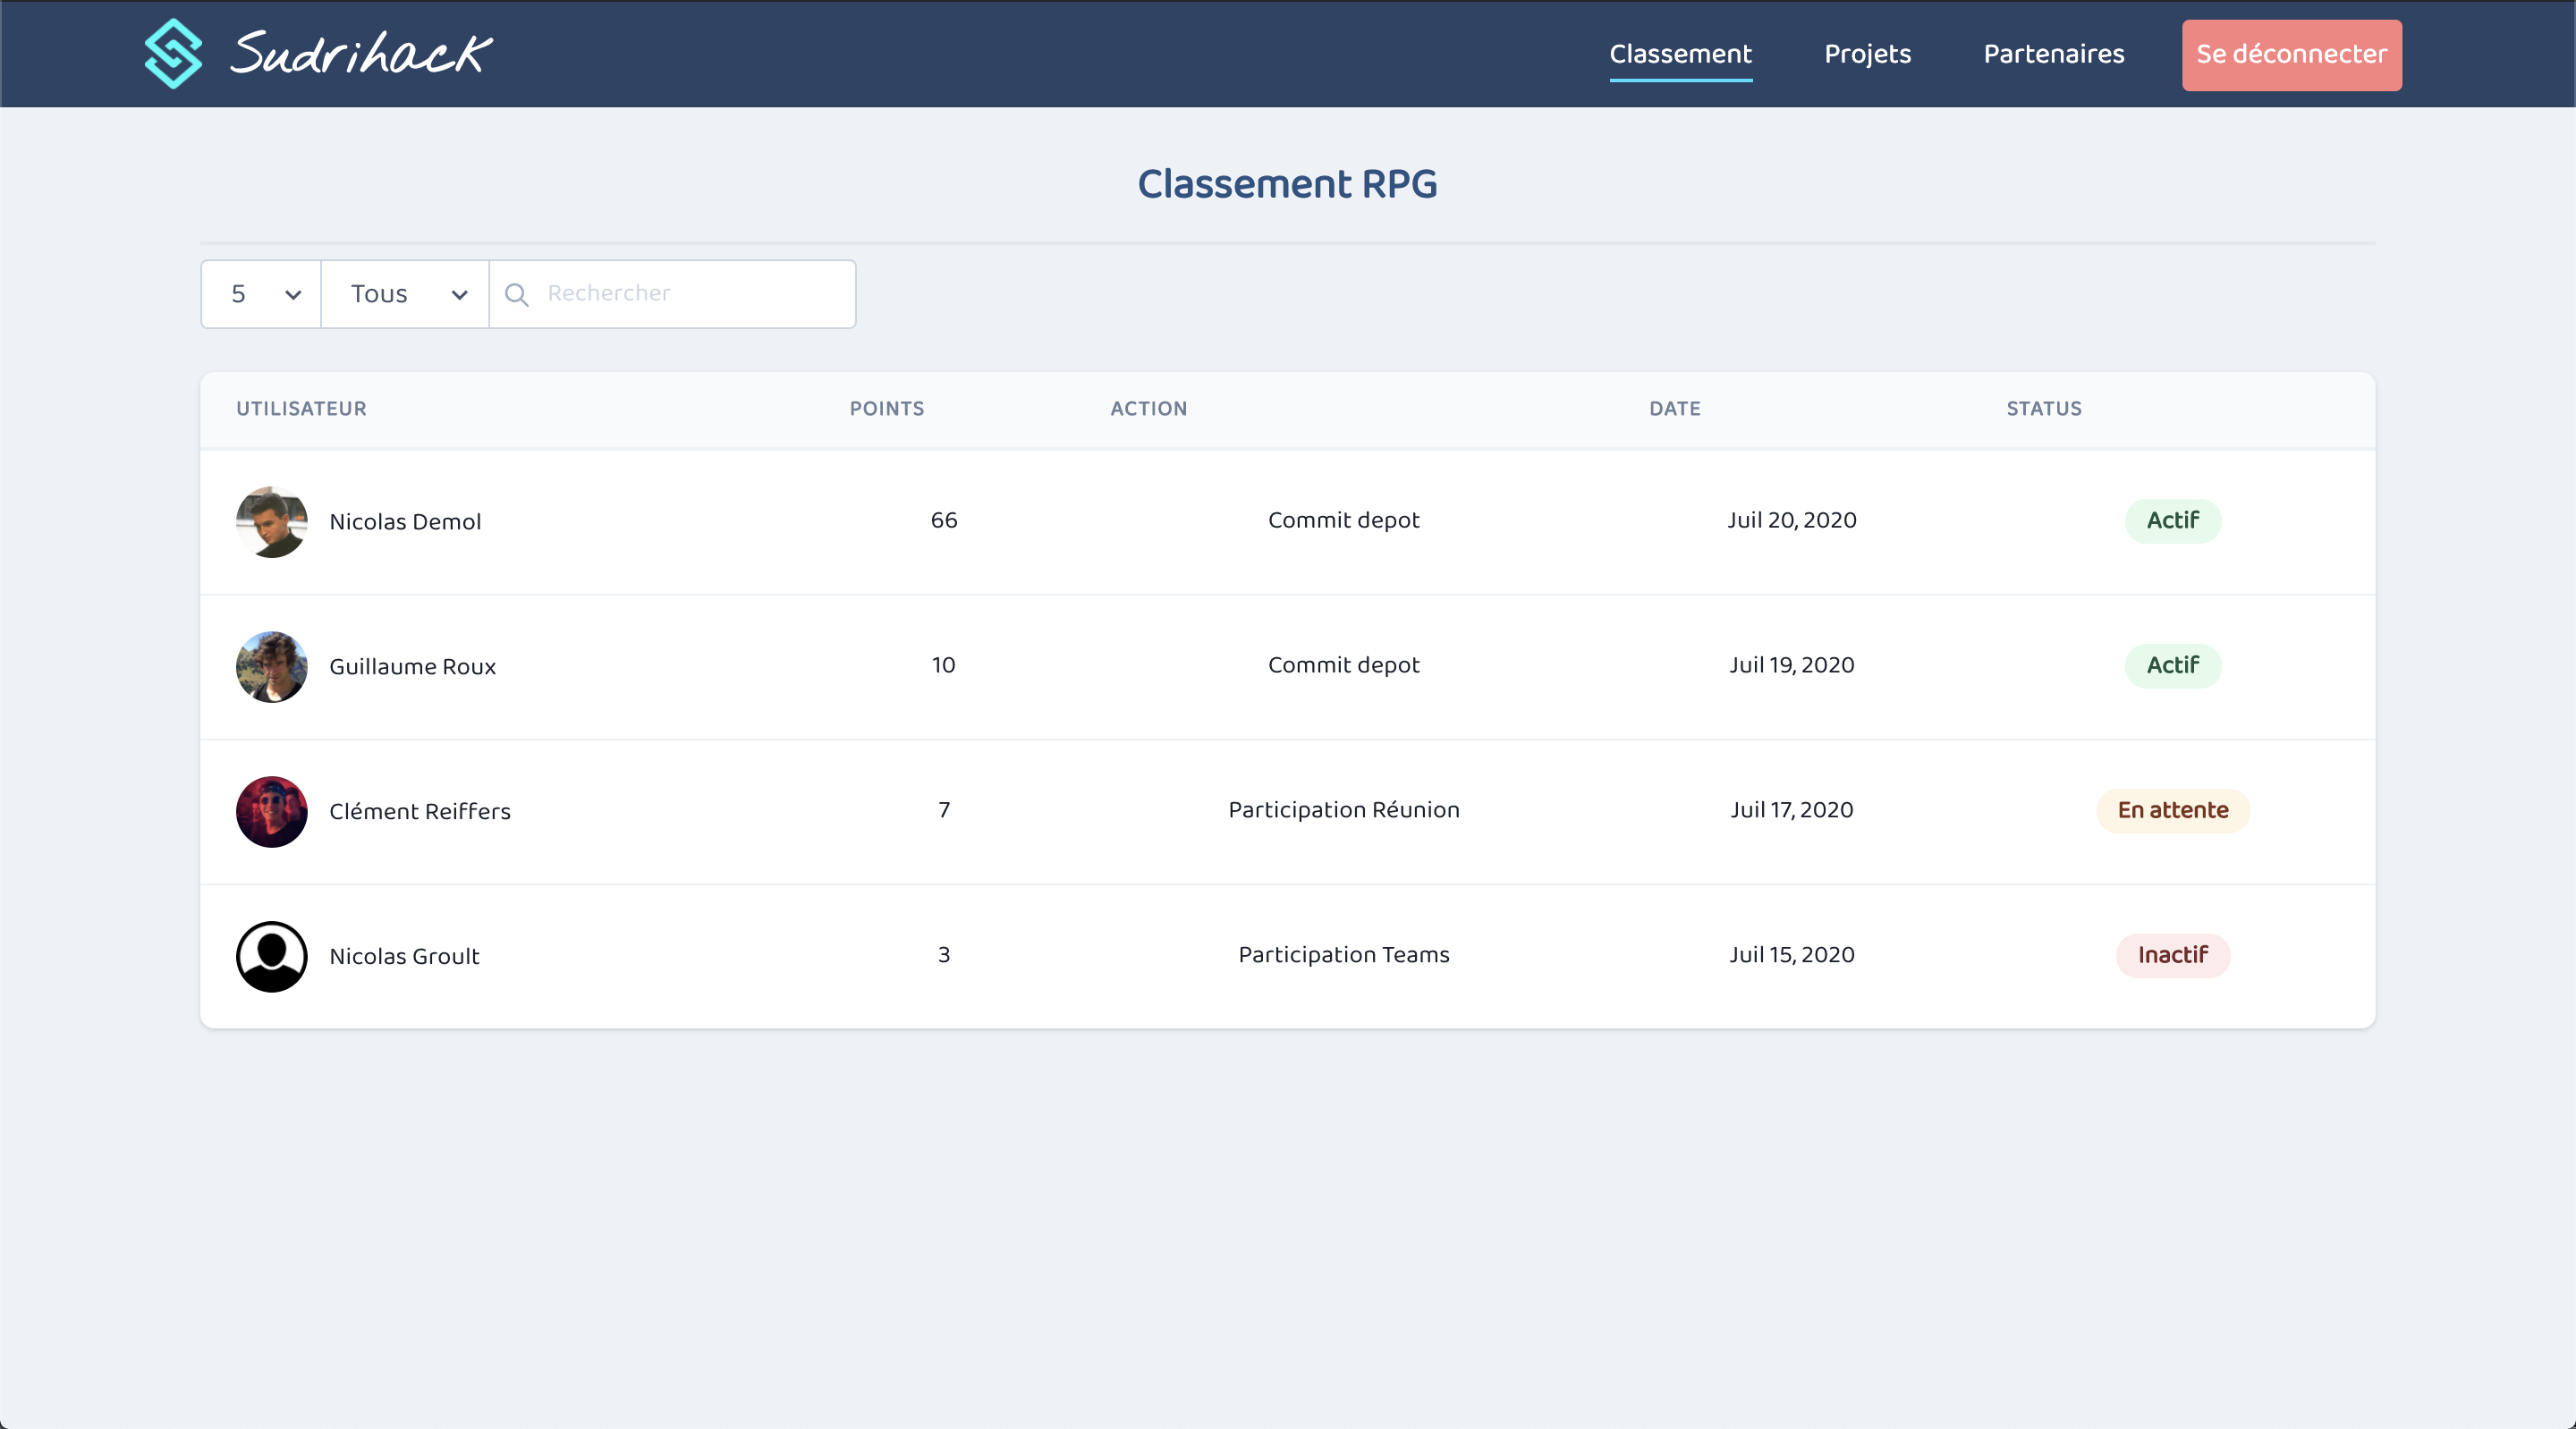 Sudrihack
Classement Projets Partenaires Se déconnecter
Classement RPG
5 Tous Rechercher
UTILISATEUR POINTS ACTION DATE STATUS
Nicolas Demol 66 Commit depot Juil 20, 2020 Actif
Guillaume Roux 10 Commit depot Juil 19, 2020 Actif
Clément Reiffers 7 Participation Réunion Juil 17, 2020 En attente
Nicolas Groult 3 Participation Teams Juil 15, 2020 Inactif